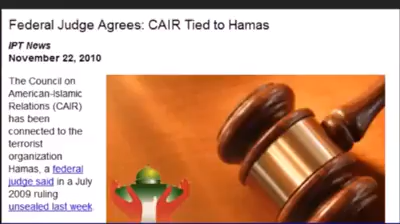 Federal Judge Agrees: CAIR Tied to Hamas
IPT News
November 22, 2010
The Council on
American-Islamic
Relations (CAIR)
has been
connected to the
terrorist
organization
Hamas, a federal
judge said in a July
2009 ruling
unsealed last week.